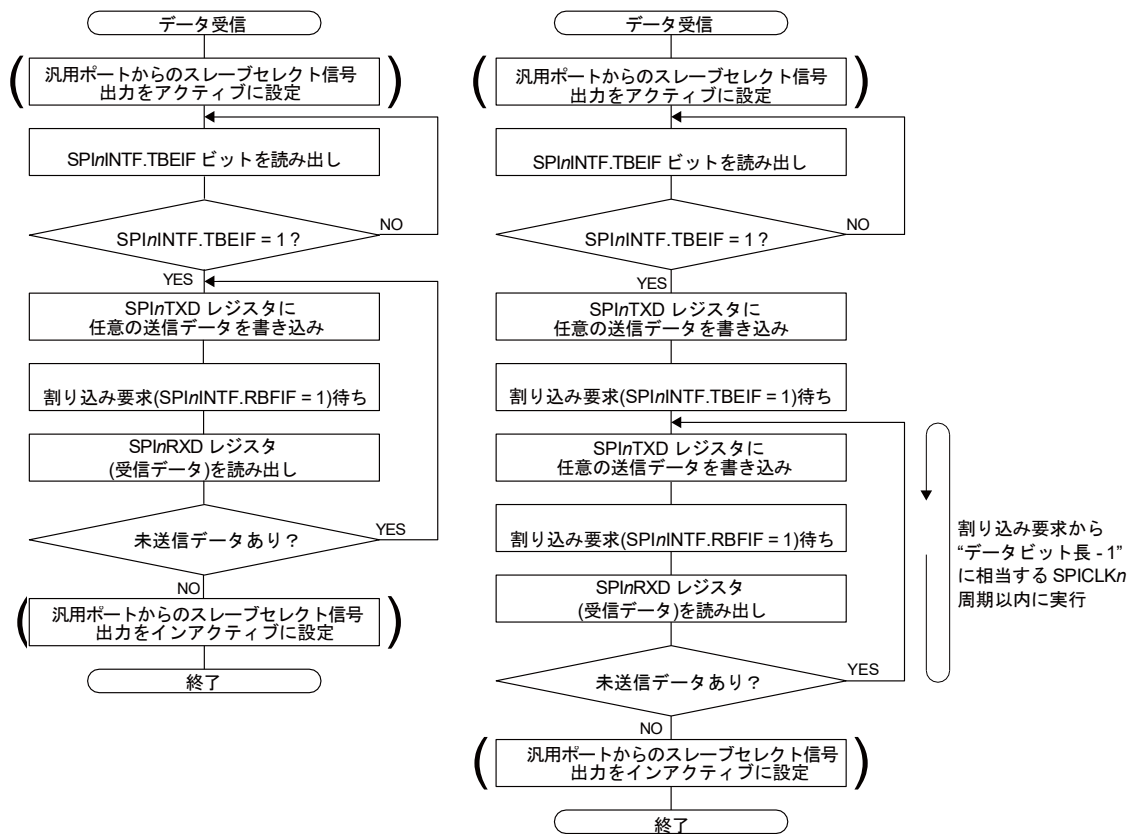 データ受信
汎用ポートからのスレーブセレクト信号
出力をアクティブに設定
SPInINTF.TBEIF ビットを読み出し
SPInINTF.TBEIF = 1 ?
NO
YES
SPInTXD レジスタに
任意の送信データを書き込み
割り込み要求(SPInINTF.RBFIF = 1)待ち
SPInRXD レジスタ
(受信データ)を読み出し
未送信データあり?
YES
NO
汎用ポートからのスレーブセレクト信号
出力をインアクティブに設定
終了
データ受信
汎用ポートからのスレーブセレクト信号
出力をアクティブに設定
SPInINTF.TBEIF ビットを読み出し
SPInINTF.TBEIF = 1 ?
NO
YES
SPInTXD レジスタに
任意の送信データを書き込み
割り込み要求(SPInINTF.TBEIF = 1)待ち
SPInTXD レジスタに
任意の送信データを書き込み
割り込み要求(SPInINTF.RBFIF = 1)待ち
SPInRXD レジスタ
(受信データ)を読み出し
未送信データあり?
YES
NO
汎用ポートからのスレーブセレクト信号
出力をインアクティブに設定
終了
割り込み要求から
“データビット長 - 1”
に相当する SPICLKn
周期以内に実行